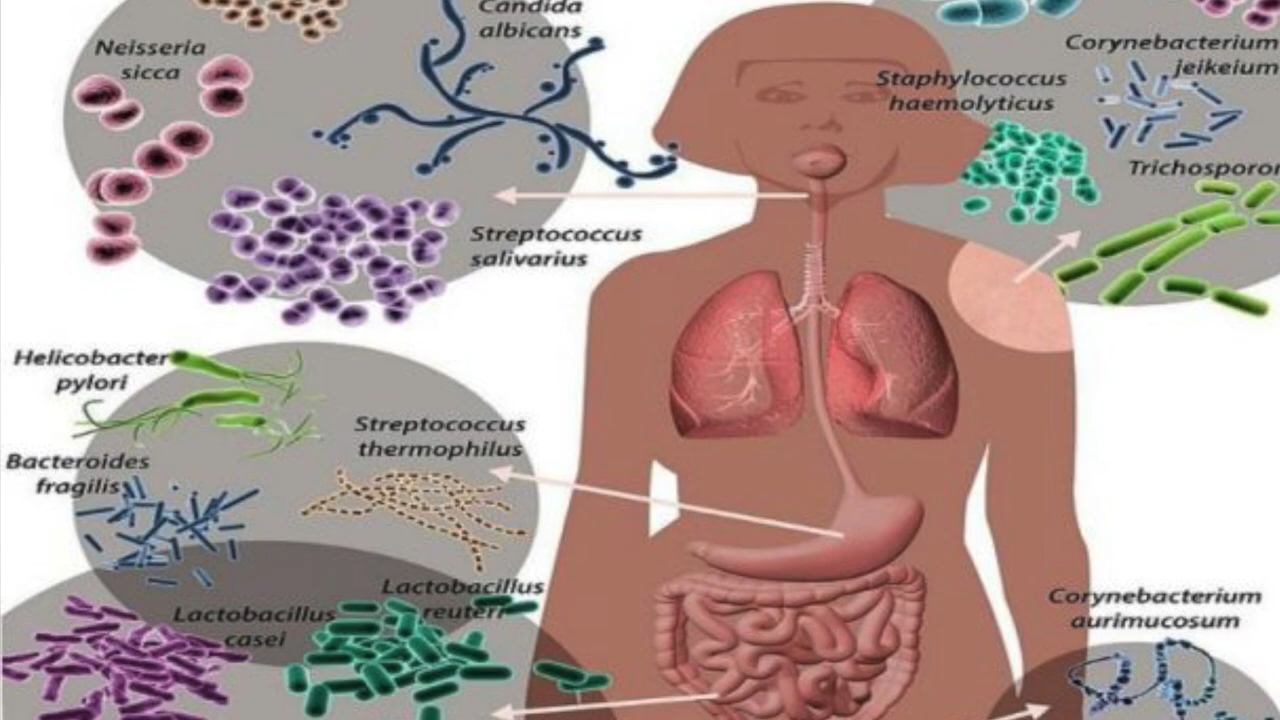 Candida
albicans
Neisseria
sicca
Corynebacterium
jeikeium
Staphylococcus
haemolyticus
Trichosporon
Streptococcus
salivarius
Helicobacter
pylori
Streptococcus
thermophilus
Bacteroides
fragilis
Lactobacillus
reuteri
Lactobacillus
casei
Corynebacterium
aurimucosum